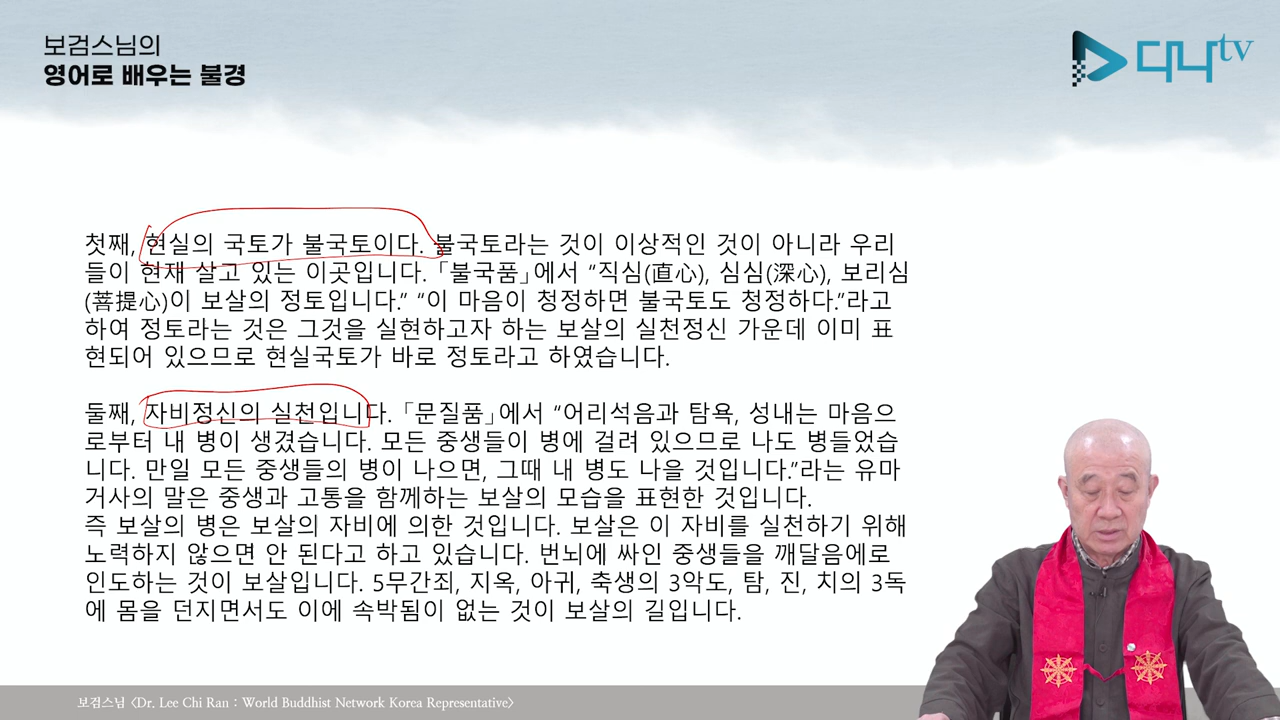 보검스님의
영어로 배우는 불경
디나tv
첫째, 현실의 국토가 불국토이다. 불국토라는 것이 이상적인 것이 아니라 우리
들이 현재 살고 있는 이곳입니다. 「불국품」에서 “직심(直心), 심심(深心), 보리심
(菩提心)이 보살의 정토입니다.” “이 마음이 청정하면 불국토도 청정하다.”라고
하여 정토라는 것은 그것을 실현하고자 하는 보살의 실천정신 가운데 이미 표
현되어 있으므로 현실국토가 바로 정토라고 하였습니다.
둘째, 자비정신의 실천입니다. 「문질품」에서 “어리석음과 탐욕, 성내는 마음으
로부터 내 병이 생겼습니다. 모든 중생들이 병에 걸려 있으므로 나도 병들었습
니다. 만일 모든 중생들의 병이 나으면, 그때 내 병도 나을 것입니다.”라는 유마
거사의 말은 중생과 고통을 함께하는 보살의 모습을 표현한 것입니다.
즉 보살의 병은 보살의 자비에 의한 것입니다. 보살은 이 자비를 실천하기 위해
노력하지 않으면 안 된다고 하고 있습니다. 번뇌에 싸인 중생들을 깨달음에로
인도하는 것이 보살입니다. 5무간죄, 지옥, 아귀, 축생의 3악도, 탐, 진, 치의 3독
에 몸을 던지면서도 이에 속박됨이 없는 것이 보살의 길입니다.
보검스님 <Dr. Lee Chi Ran : World Buddhist Network Korea Representative>